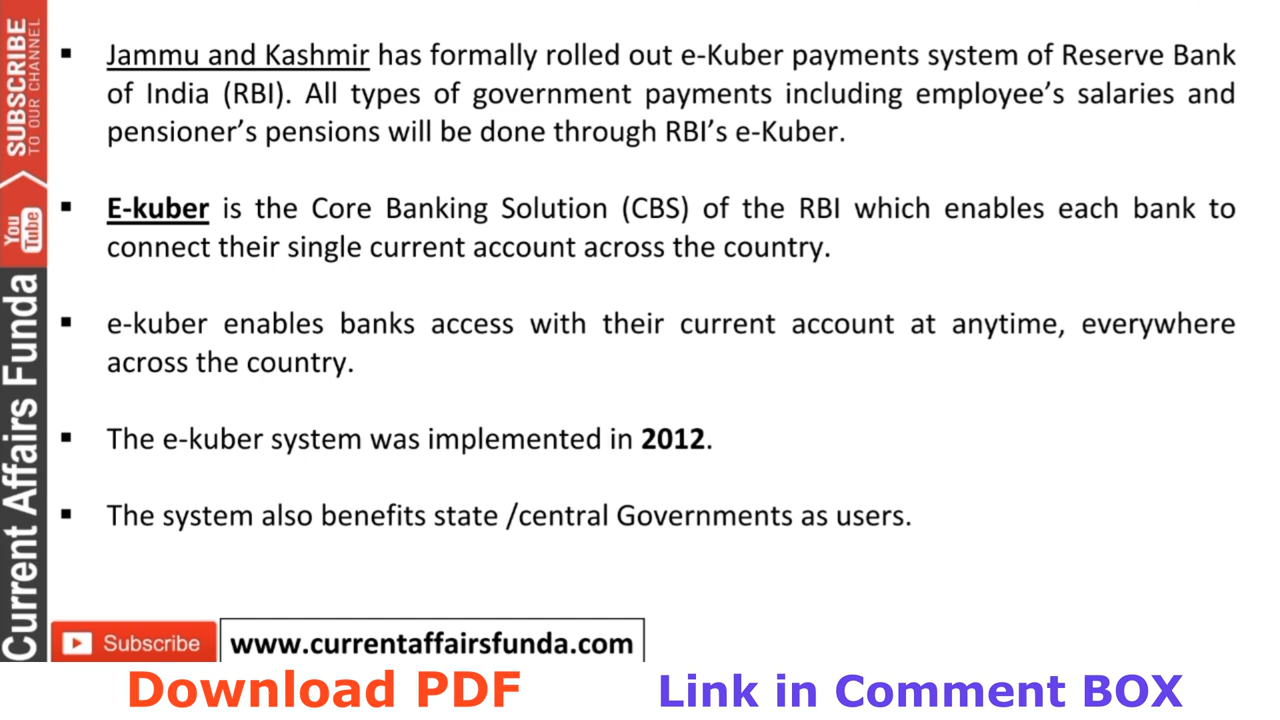 SUBSCRIBE
TO OUR CHANNEL
You
Tube
Current Affairs Funda
▪ Jammu and Kashmir has formally rolled out e-Kuber payments system of Reserve Bank
of India (RBI). All types of government payments including employee’s salaries and
pensioner’s pensions will be done through RBI’s e-Kuber.
▪ E-kuber is the Core Banking Solution (CBS) of the RBI which enables each bank to
connect their single current account across the country.
▪ e-kuber enables banks access with their current account at anytime, everywhere
across the country.
▪ The e-kuber system was implemented in 2012.
▪ The system also benefits state /central Governments as users.
Subscribe
www.currentaffairsfunda.com
Download PDF
Link in Comment BOX